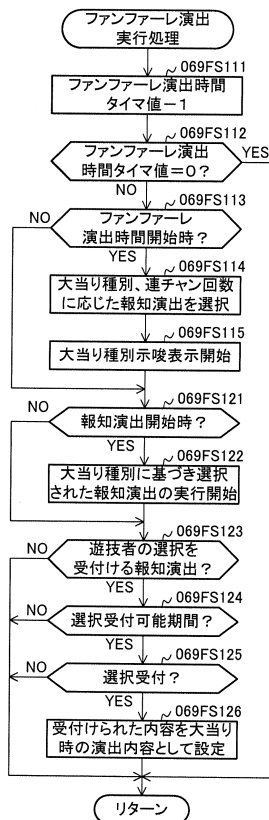 ファンファーレ演出
実行処理
069FS111
ファンファーレ演出時間
タイマ値－1
069FS112
ファンファーレ演出
時間タイマ値＝0？
YES
NO
069FS113
NO
ファンファーレ
演出時間開始時？
YES
069FS114
大当り種別、連チャン回数
に応じた報知演出を選択
069FS115
大当り種別示唆表示開始
069FS121
NO
報知演出開始時？
YES
069FS122
大当り種別に基づき選択
された報知演出の実行開始
069FS123
NO
遊技者の選択を
受付ける報知演出？
YES
069FS124
NO
選択受付可能期間？
YES
069FS125
NO
選択受付？
YES
069FS126
受付けられた内容を大当り
時の演出内容として設定
リターン